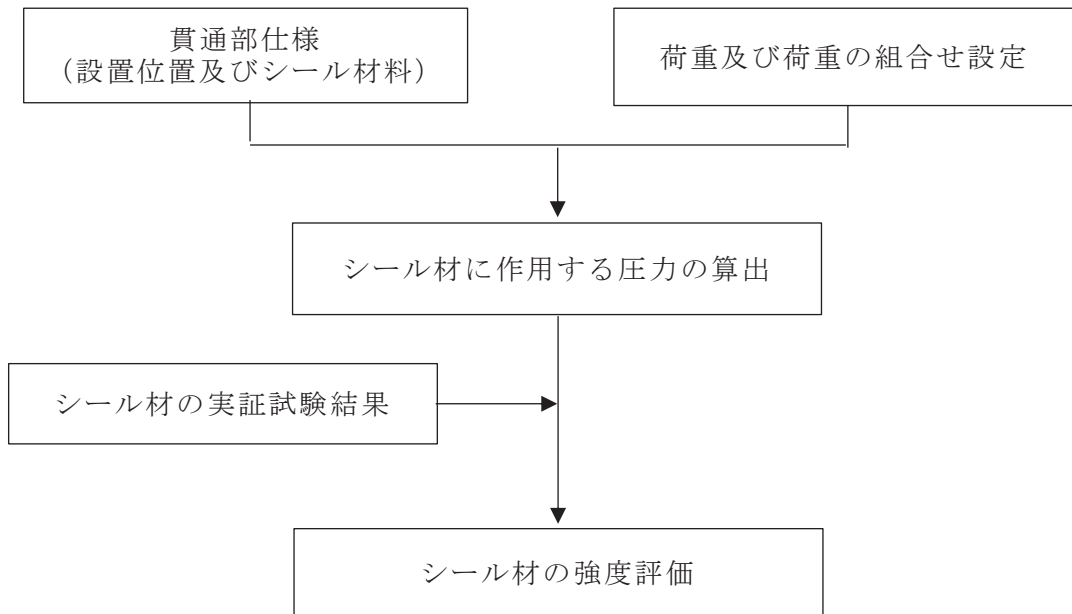 貫通部仕様
（設置位置及びシール材料）
荷重及び荷重の組合せ設定
シール材に作用する圧力の算出
シール材の実証試験結果
シール材の強度評価